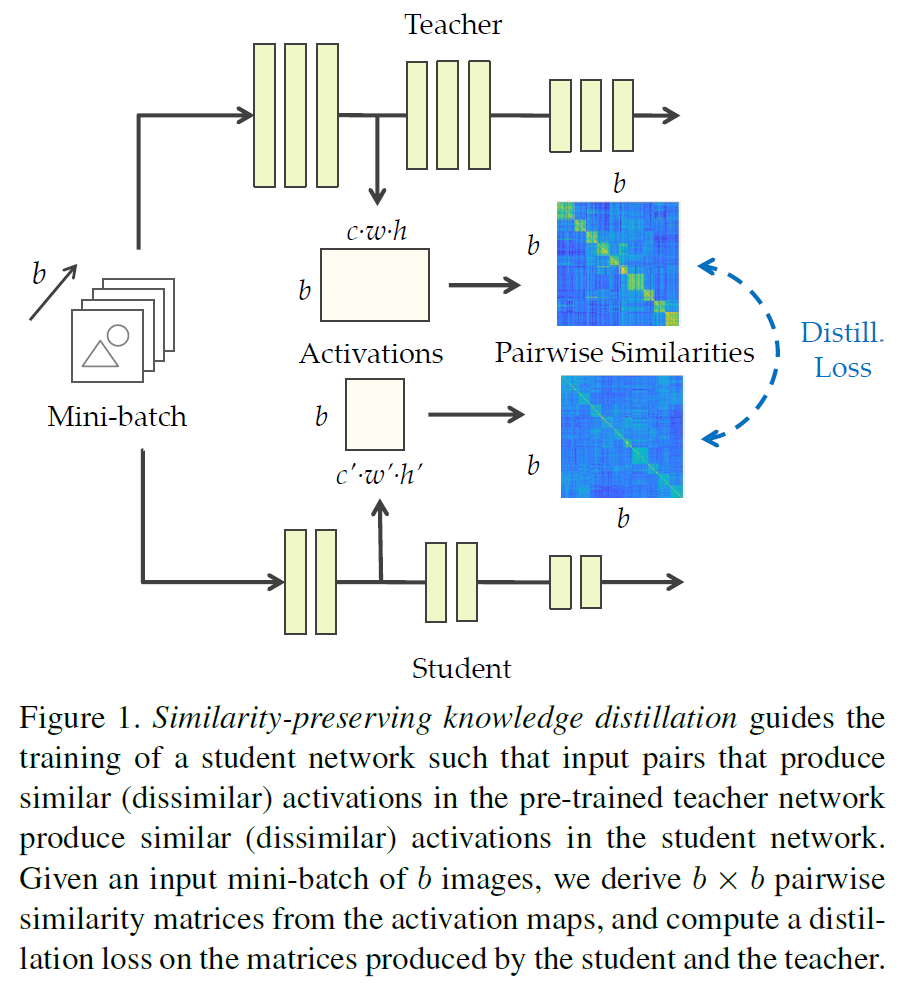 Teacher
b
c·w·h
b
b
b
Activations
Pairwise Similarities
Distill.
Loss
Mini-batch
b
c′·w′·h′
b
b
Student
Figure 1. Similarity-preserving knowledge distillation guides the
training of a student network such that input pairs that produce
similar (dissimilar) activations in the pre-trained teacher network
produce similar (dissimilar) activations in the student network.
Given an input mini-batch of b images, we derive b × b pairwise
similarity matrices from the activation maps, and compute a distil-
lation loss on the matrices produced by the student and the teacher.